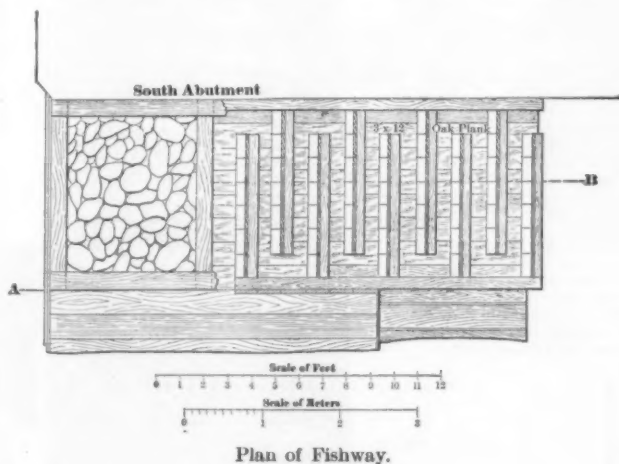 South Abutment
3 x 12" Oak Plank
B
A
Scale of Feet
0 1 2 3 4 5 6 7 8 9 10 11 12
Scale of Meters
0 1 2 3
Plan of Fishway.